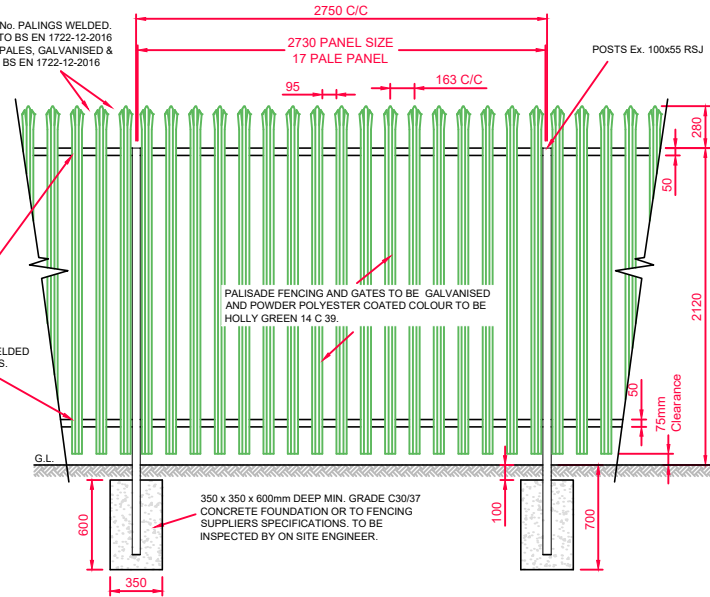 2750 C/C
No. PALINGS WELDED.
TO BS EN 1722-12-2016
PALES, GALVANISED &
BS EN 1722-12-2016
2730 PANEL SIZE
17 PALE PANEL
POSTS Ex. 100x55 RSJ
95
163 C/C
280
50
2120
PALISADE FENCING AND GATES TO BE GALVANISED
AND POWDER POLYESTER COATED COLOUR TO BE
HOLLY GREEN 14 C 39.
ELDED
S.
50
75mm
Clearance
G.L.
350 x 350 x 600mm DEEP MIN. GRADE C30/37
CONCRETE FOUNDATION OR TO FENCING
SUPPLIERS SPECIFICATIONS. TO BE
INSPECTED BY ON SITE ENGINEER.
600
100
700
350